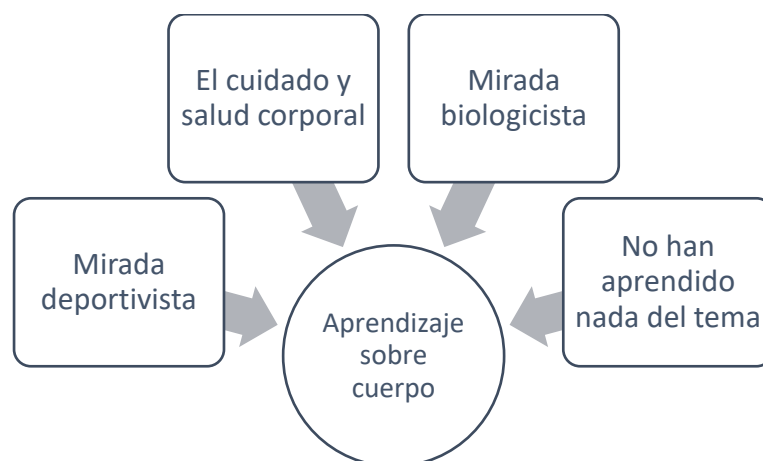 El cuidado y
salud corporal
Mirada
biologicista
Mirada
deportivista
No han
aprendido
nada del tema
Aprendizaje
sobre
cuerpo